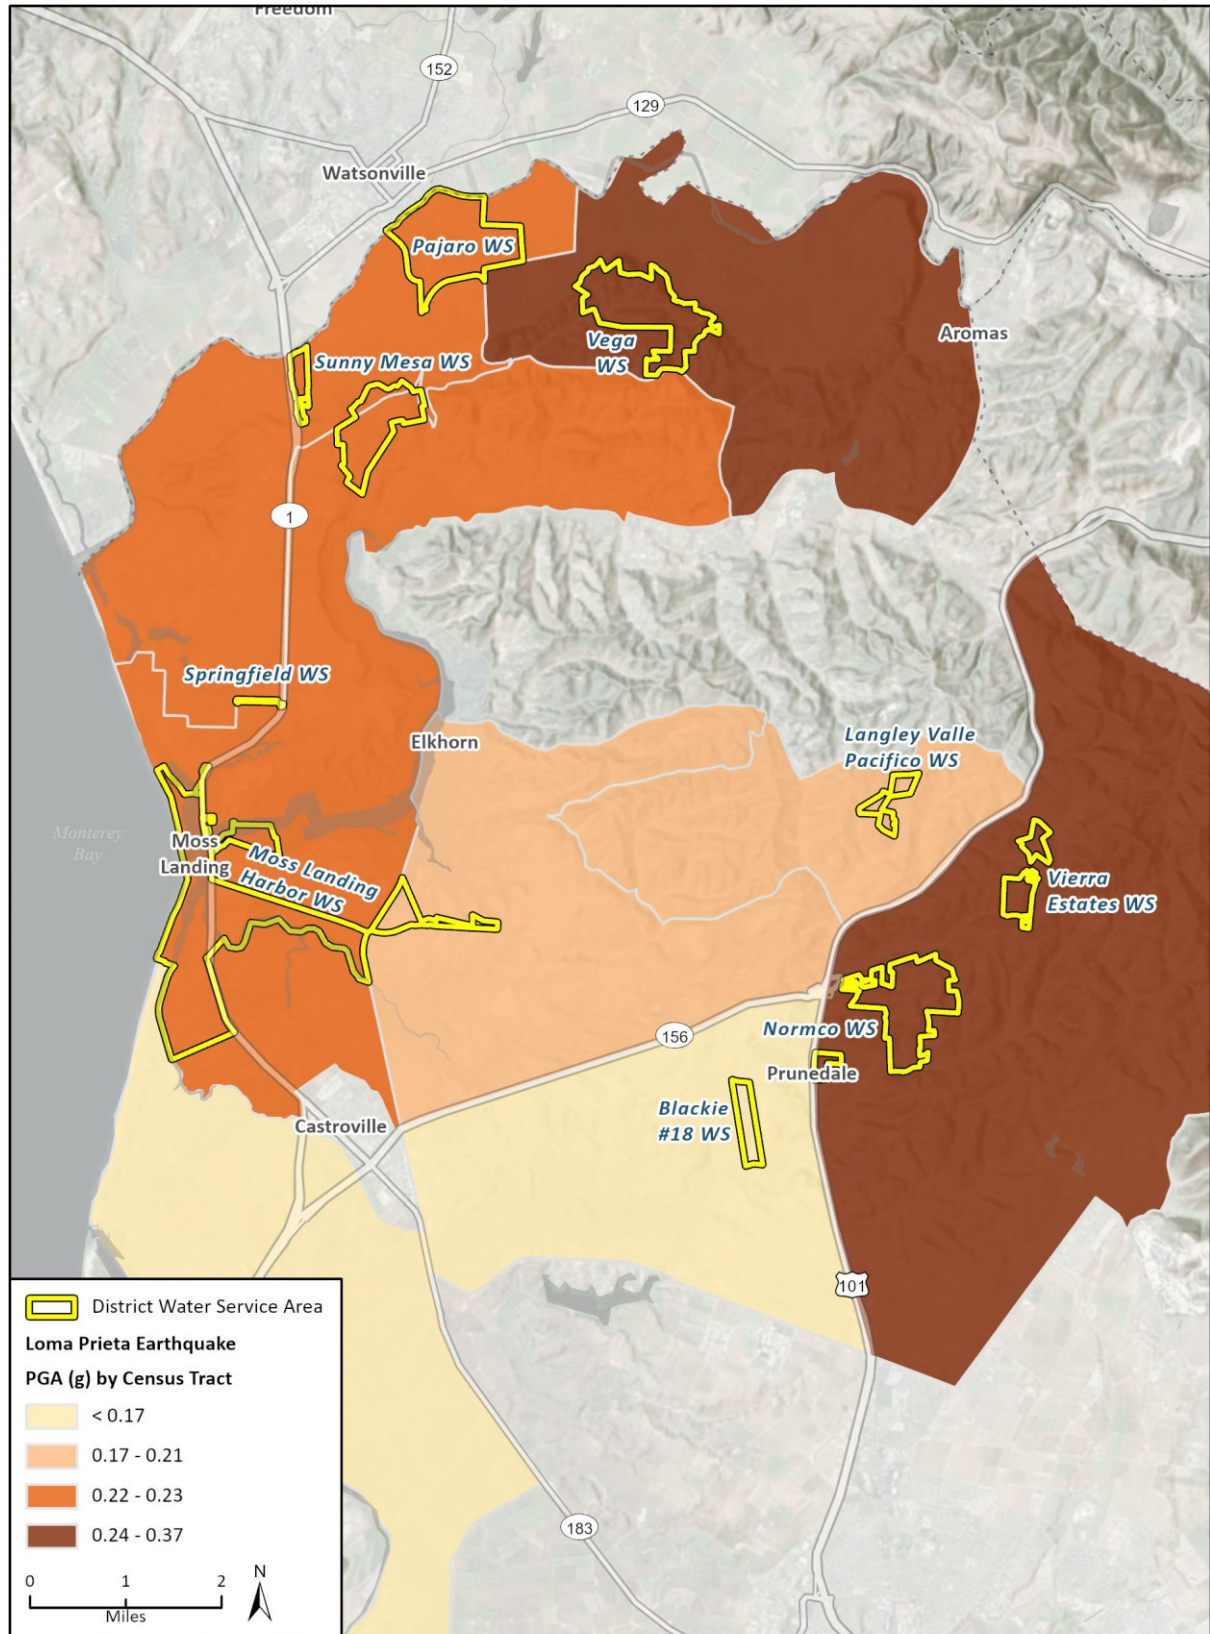 Freedom
152
129
Watsonville
Pajaro WS
Aromas
Vega
WS
Sunny Mesa WS
1
Springfield WS
Elkhorn
Langley Valle
Pacifico WS
Monterey
Bay
Moss
Landing
Moss Landing
Harbor WS
Vierra
Estates WS
Normco WS
156
Prunedale
Blackie
#18 WS
Castroville
101
183
District Water Service Area
Loma Prieta Earthquake
PGA (g) by Census Tract
< 0.17
0.17 - 0.21
0.22 - 0.23
0.24 - 0.37
0 1 2
Miles
N